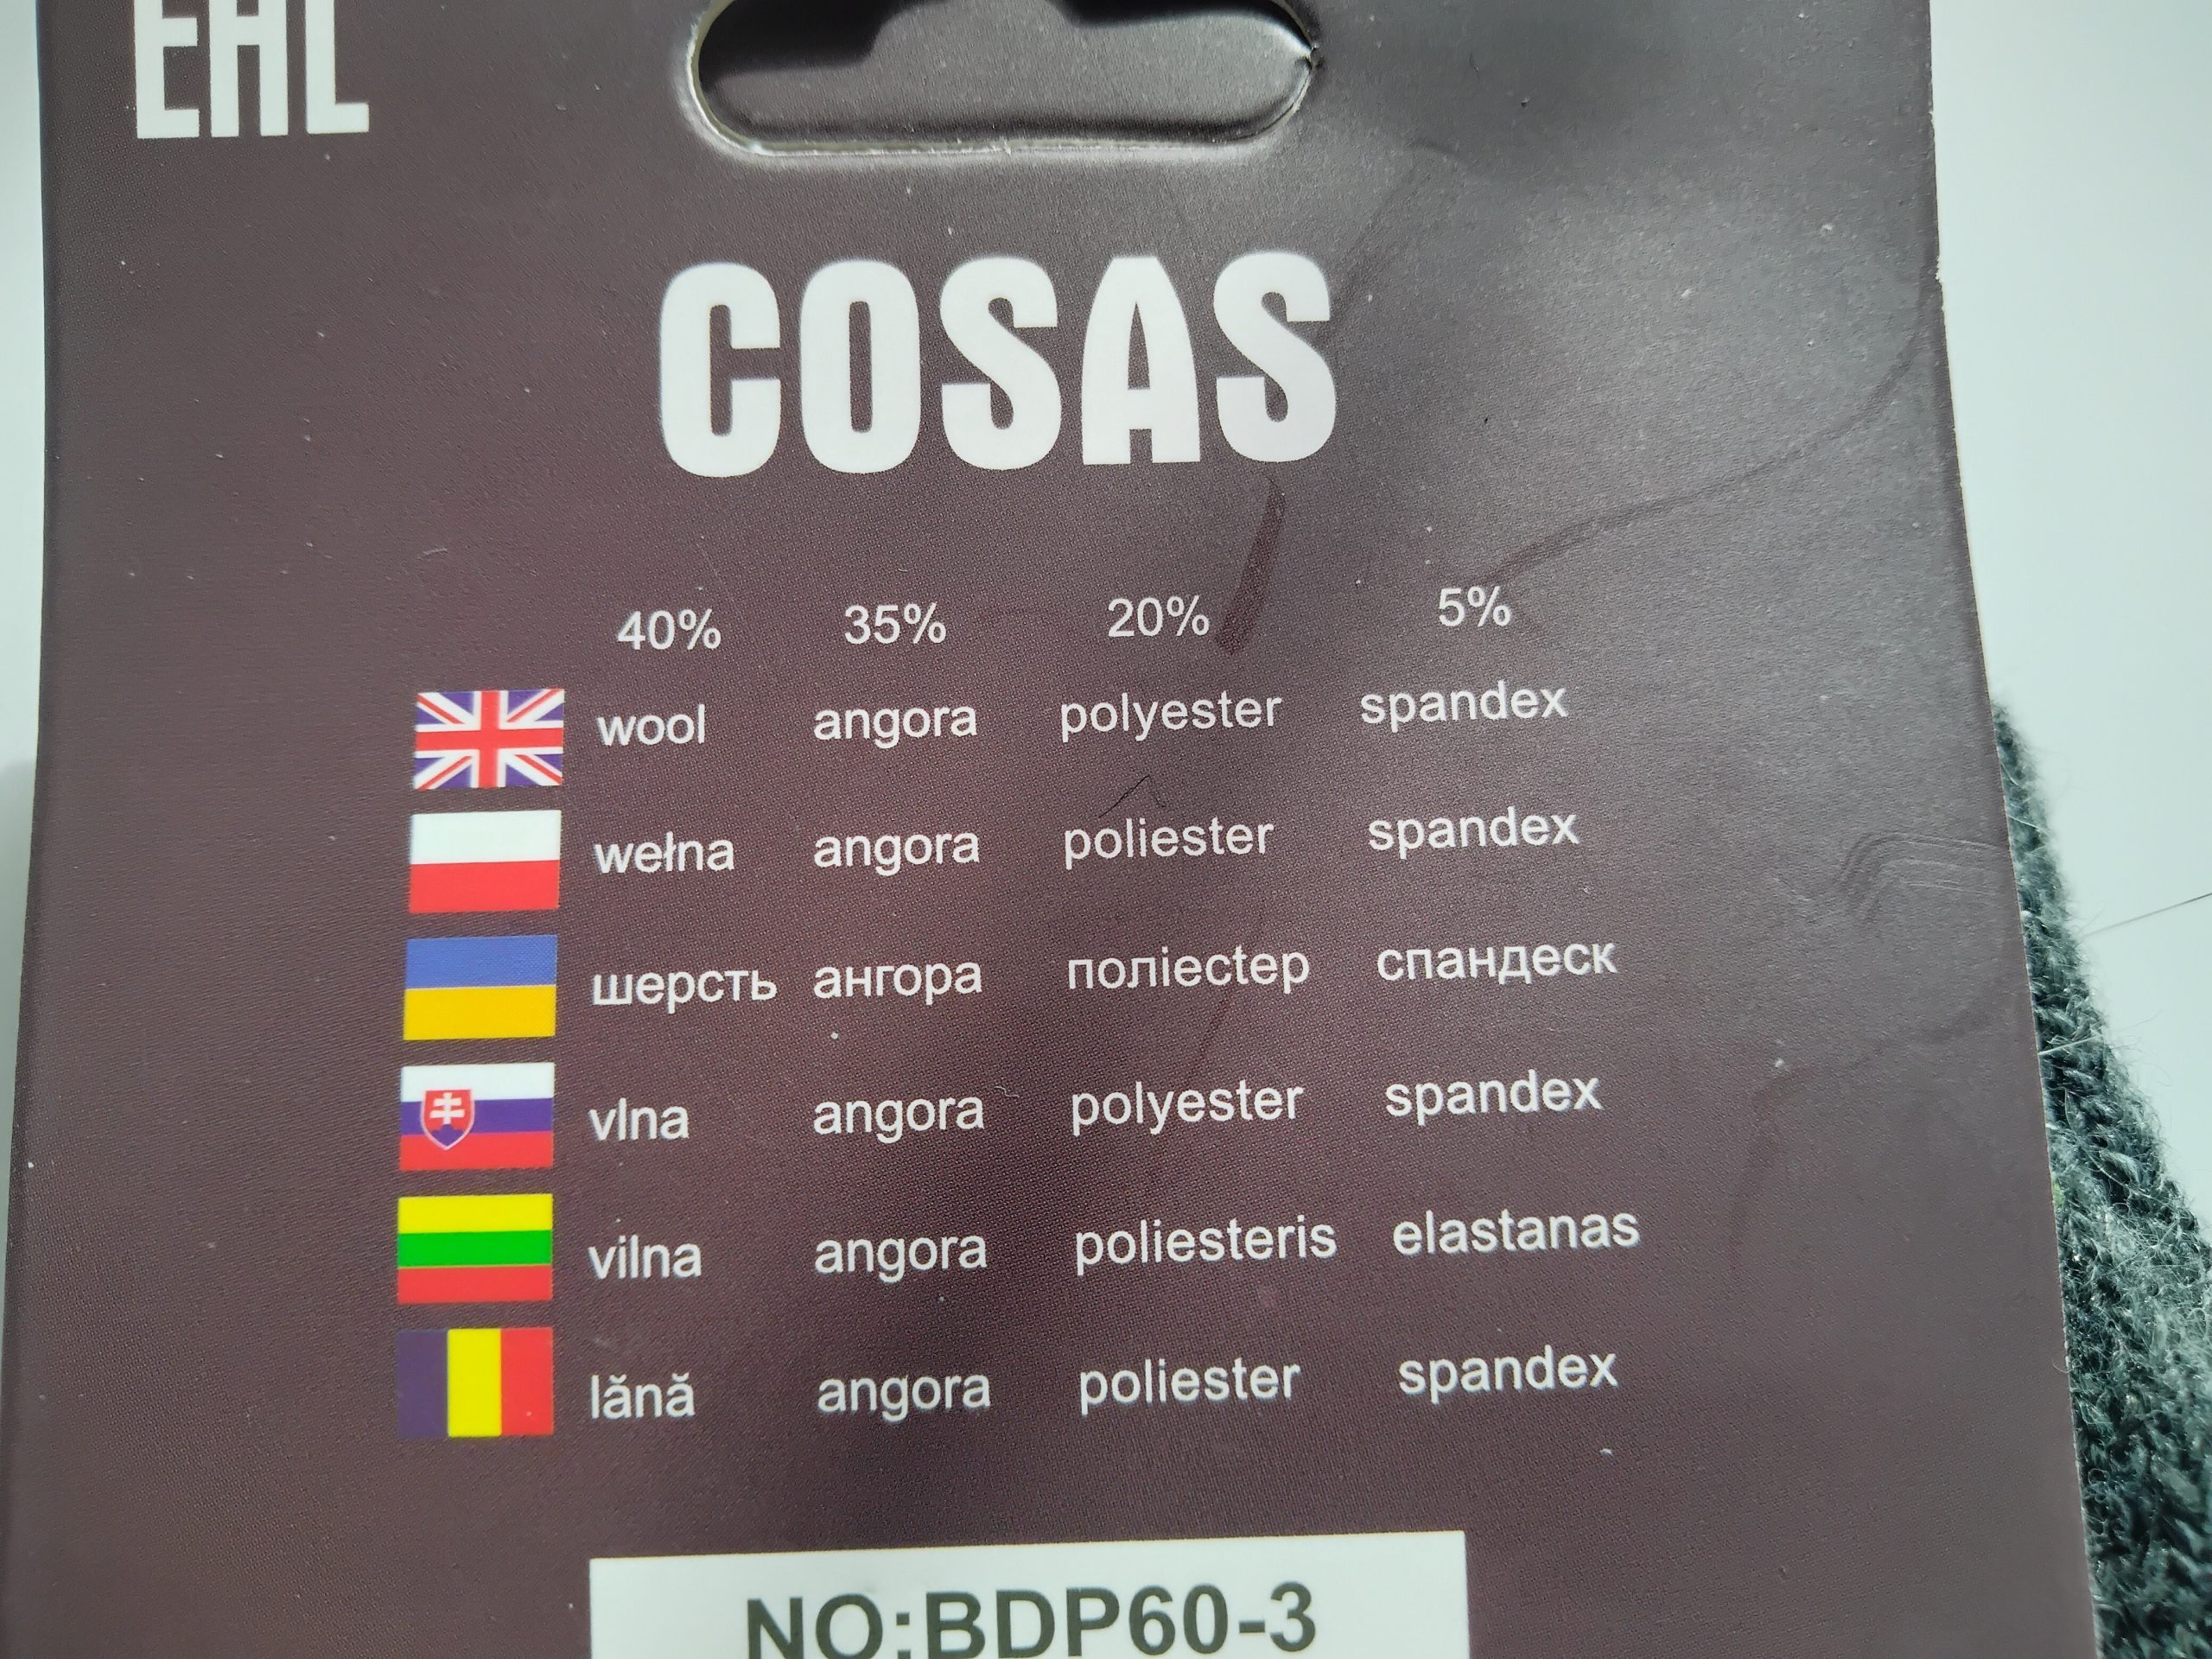 EAC
COSAS
40% 35% 20% 5%
wool angora polyester spandex
wełna angora poliester spandex
шерсть ангора поліестер спандеск
vlna angora polyester spandex
vilna angora poliesteris elastanas
lănă angora poliester spandex
NO:BDP60-3